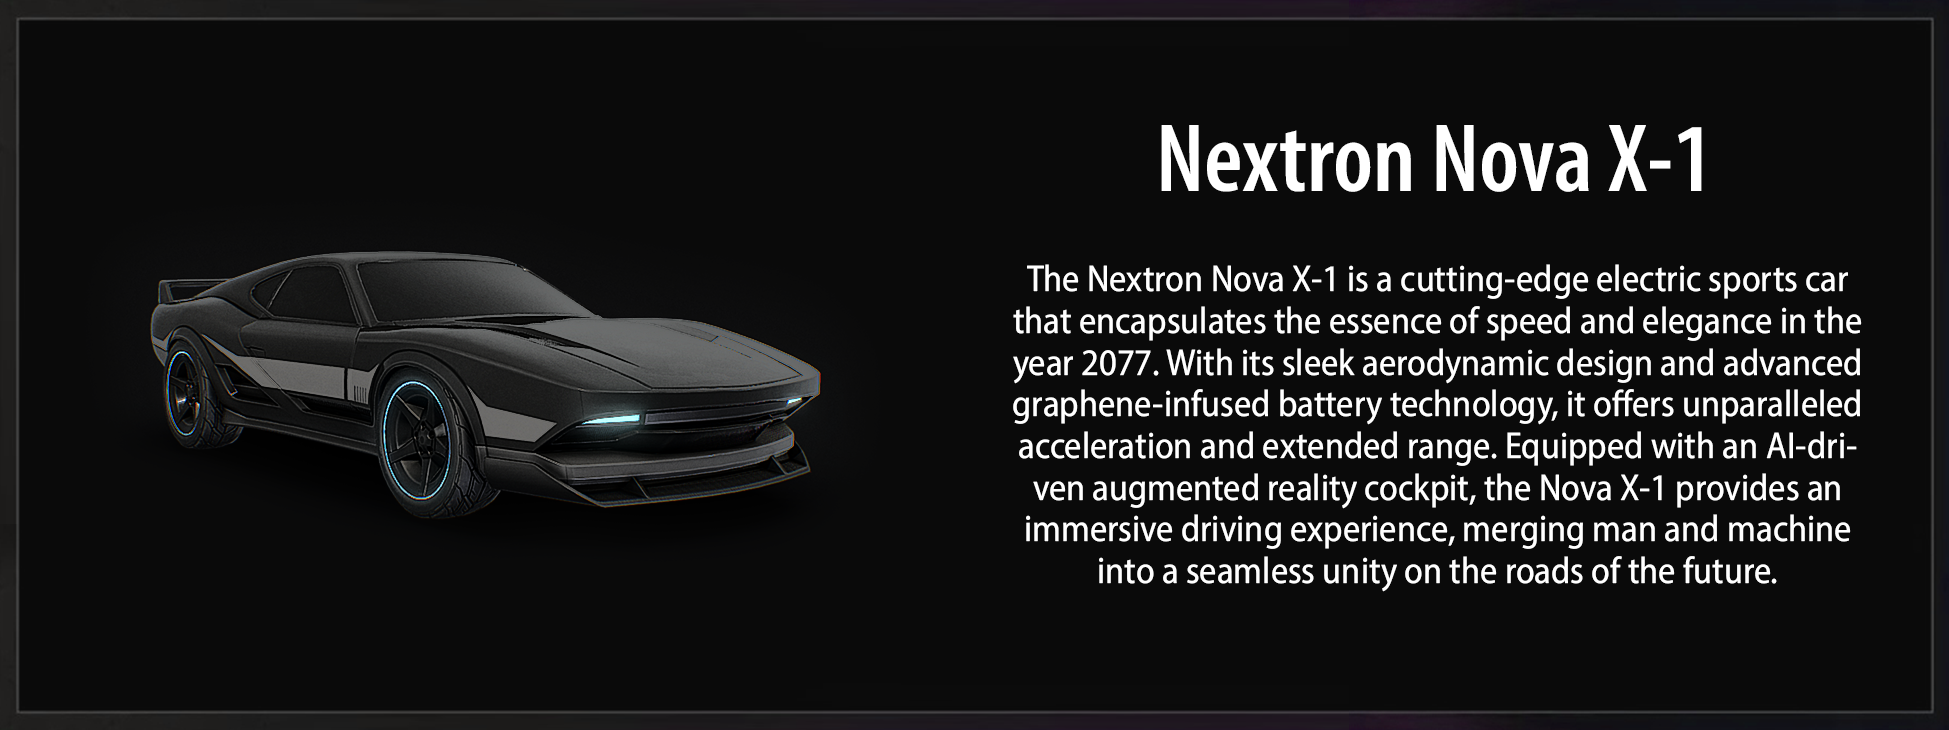 Nextron Nova X-1
The Nextron Nova X-1 is a cutting-edge electric sports car
that encapsulates the essence of speed and elegance in the
year 2077. With its sleek aerodynamic design and advanced
graphene-infused battery technology, it offers unparalleled
acceleration and extended range. Equipped with an AI-dri-
ven augmented reality cockpit, the Nova X-1 provides an
immersive driving experience, merging man and machine
into a seamless unity on the roads of the future.